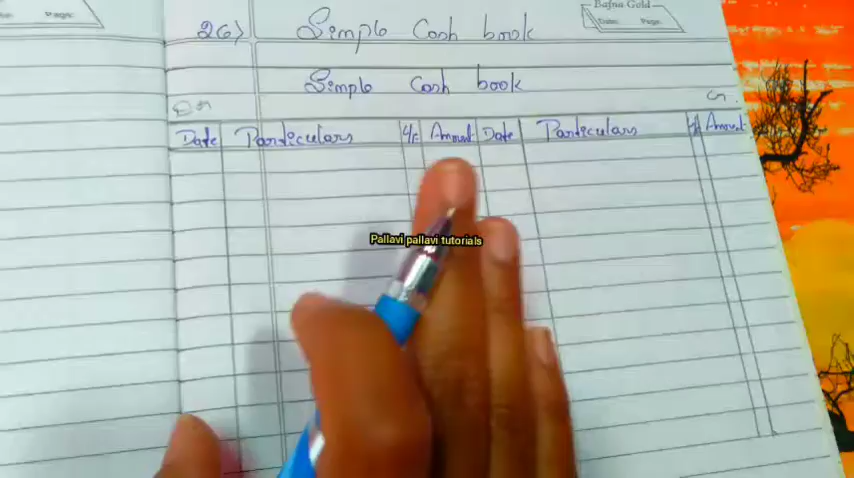 Page:
Bafna Gold
Date: Page:
26) Simple Cash book
Simple Cash book
Dr Cr
Date Particulars L/F Amount Date Particulars L/F Amount
Pallavi pallavi tutorials